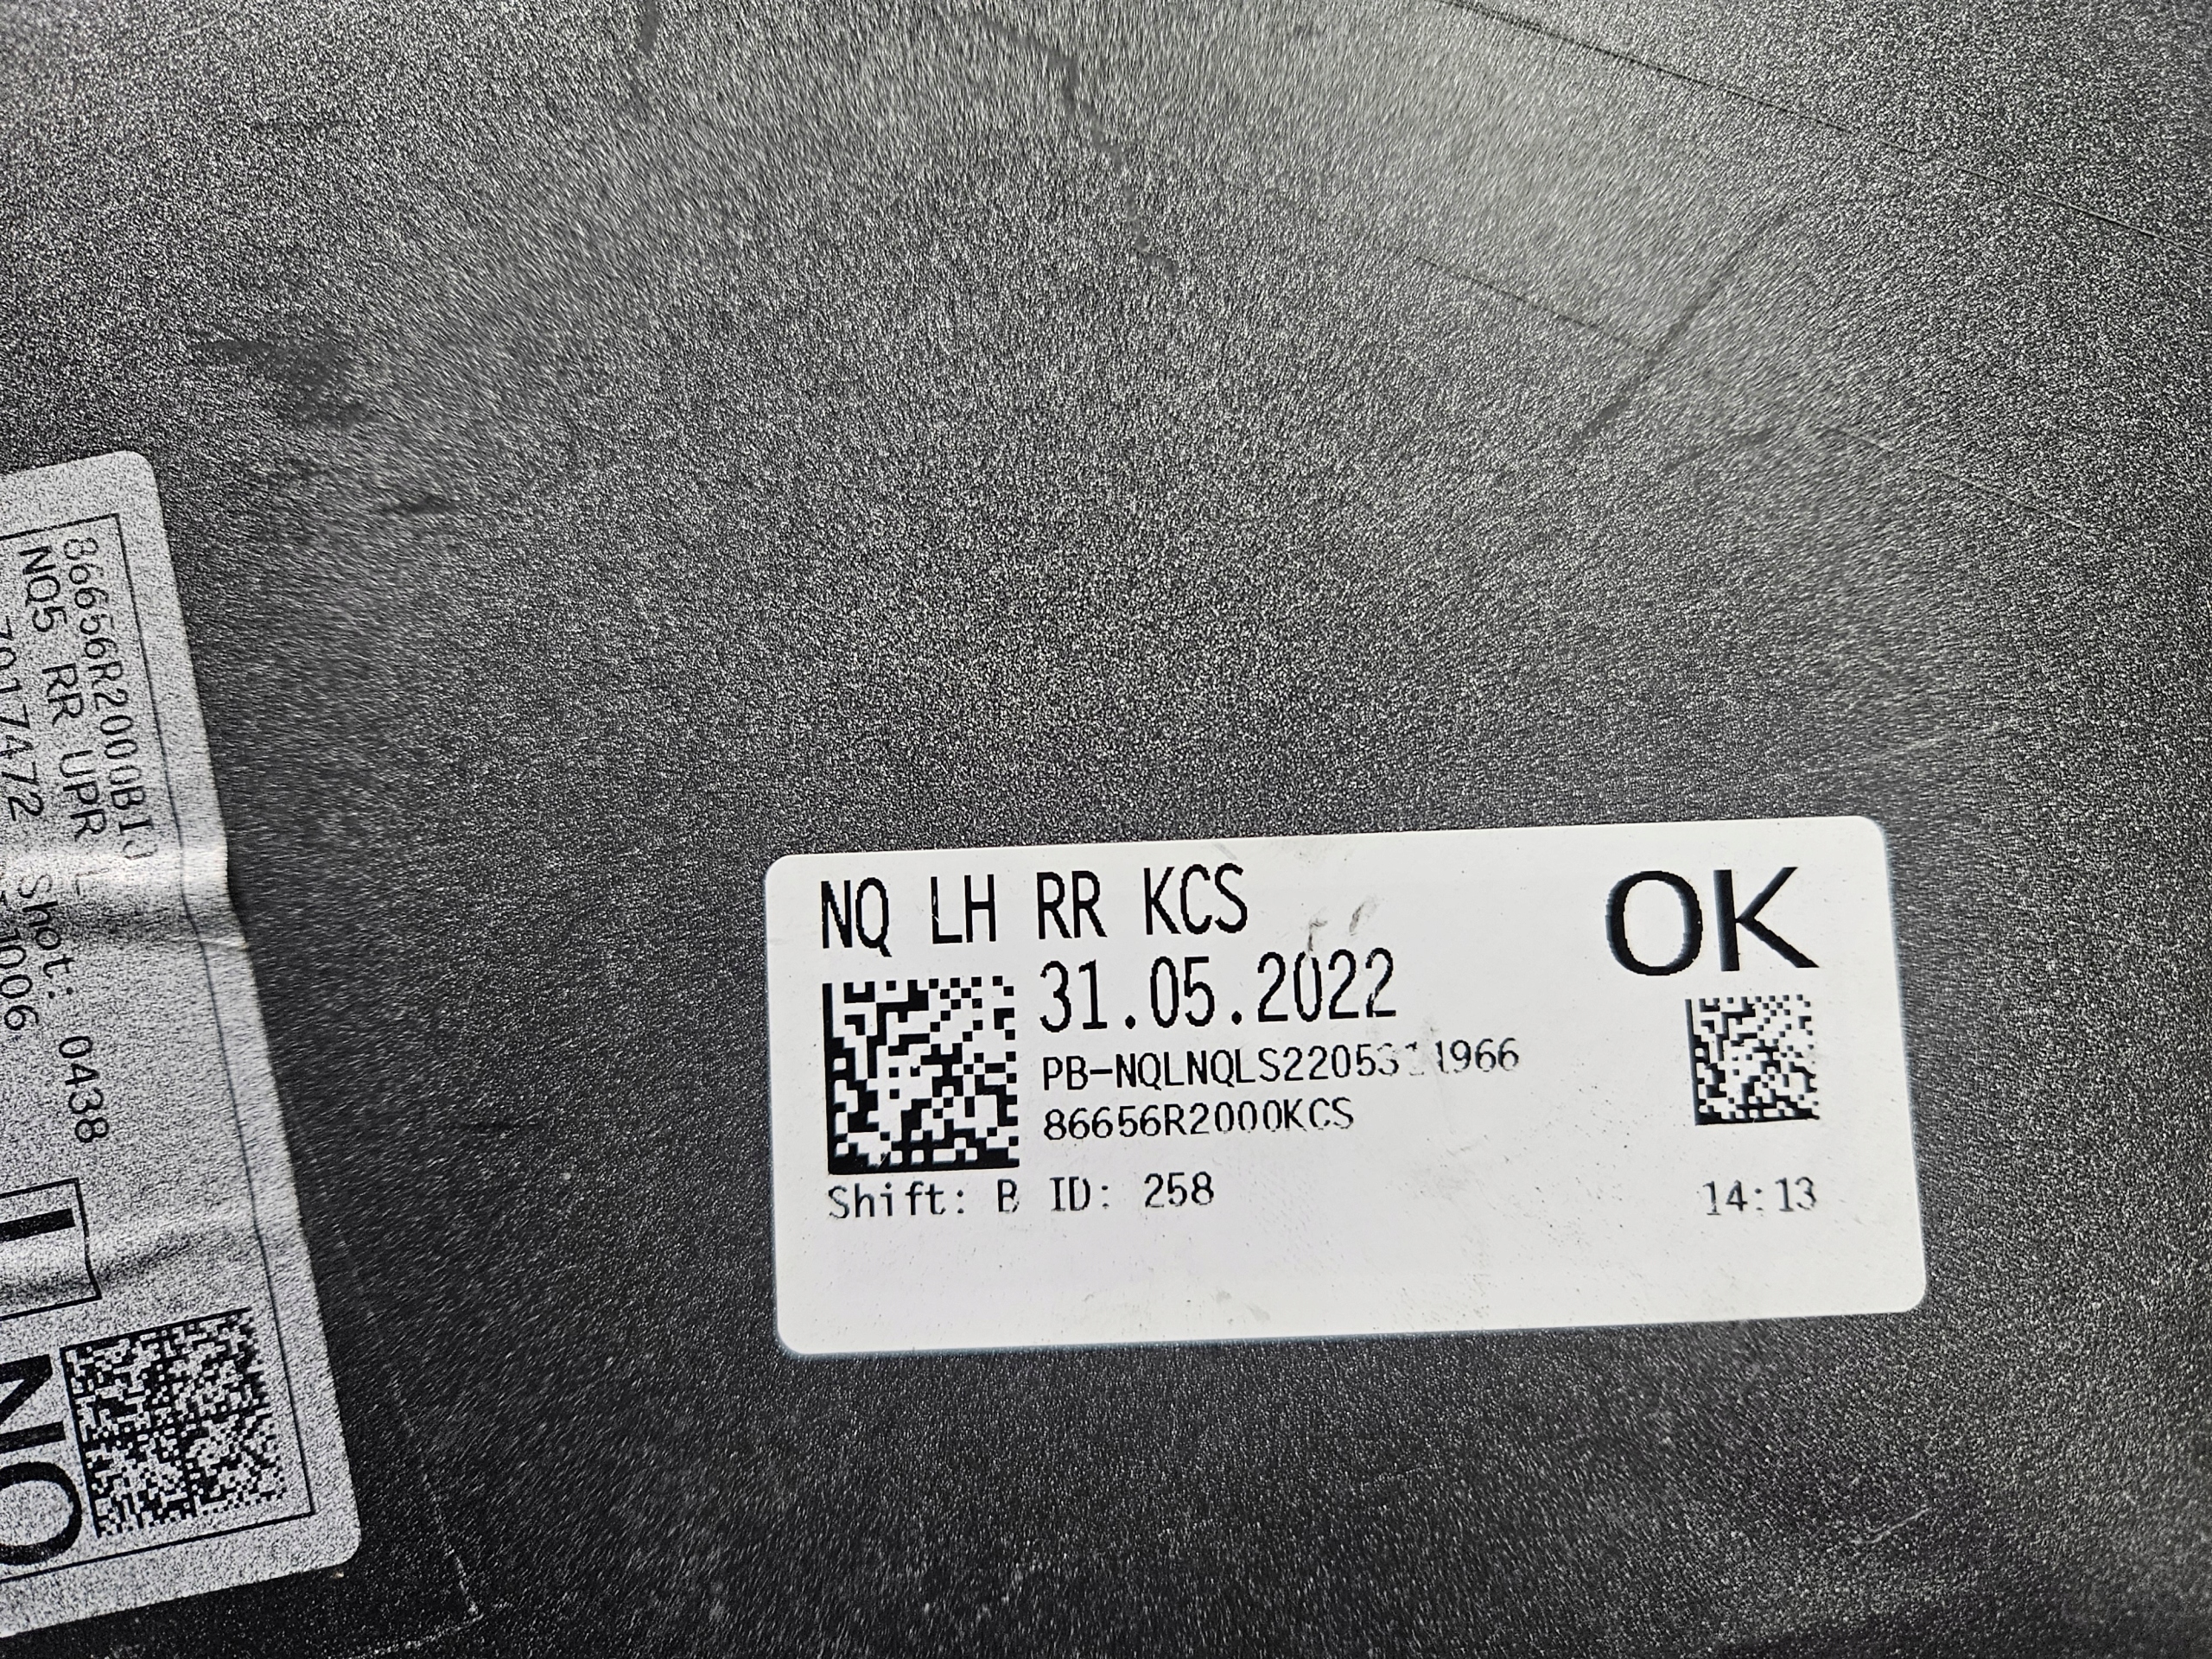 86656R2000BIJ
NQ5 RR UPR L
Shot: 0438
NQ LH RR KCS
OK
31.05.2022
86656R2000KCS
Shift: B ID: 258
14:13